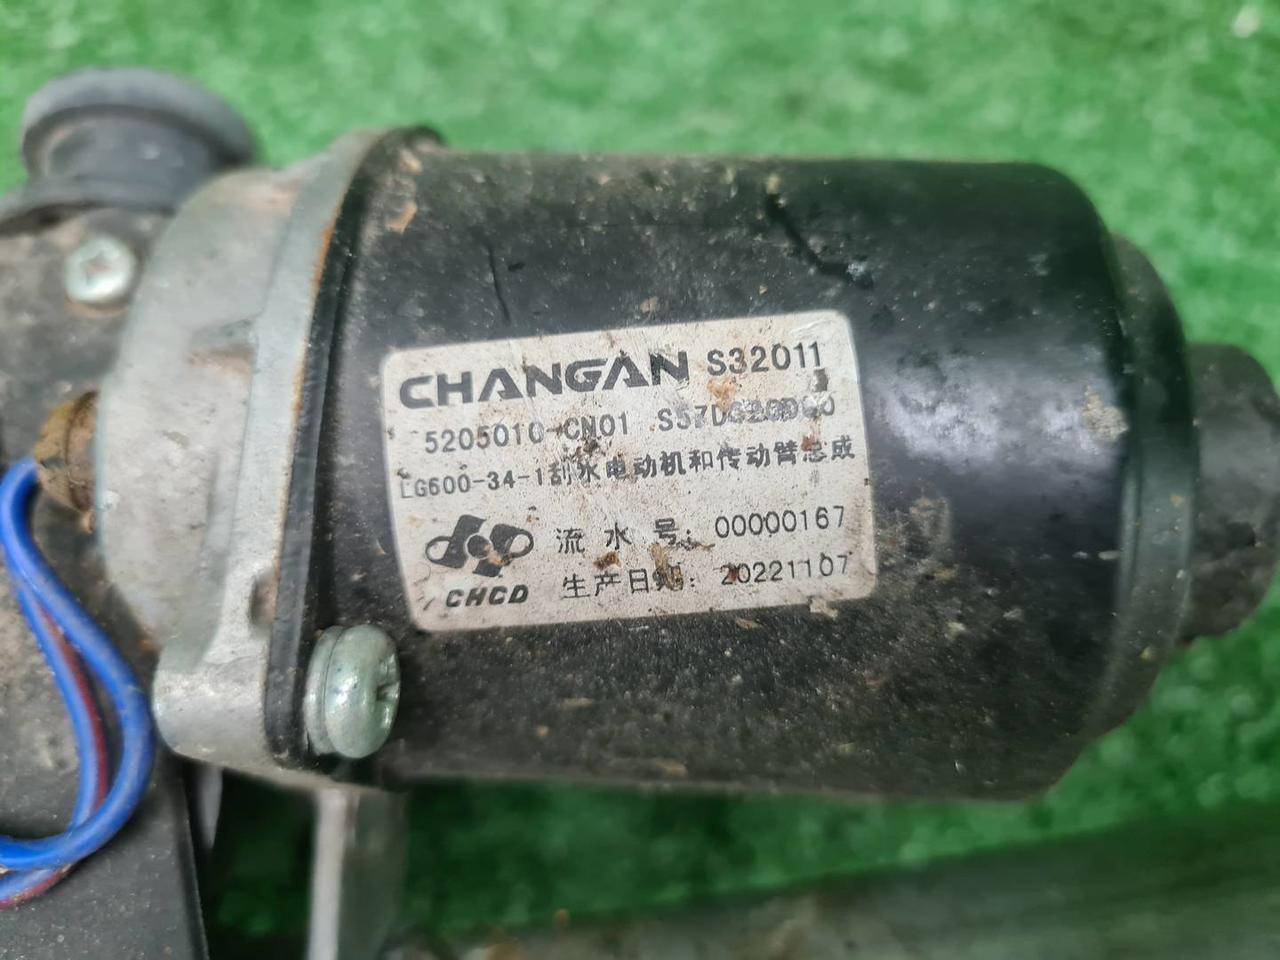 CHANGAN S32011
5205010-CN01
LG600-34-1刮水电动机和传动臂总成
流水号: 00000167
CHCD 生产日期: 20221107